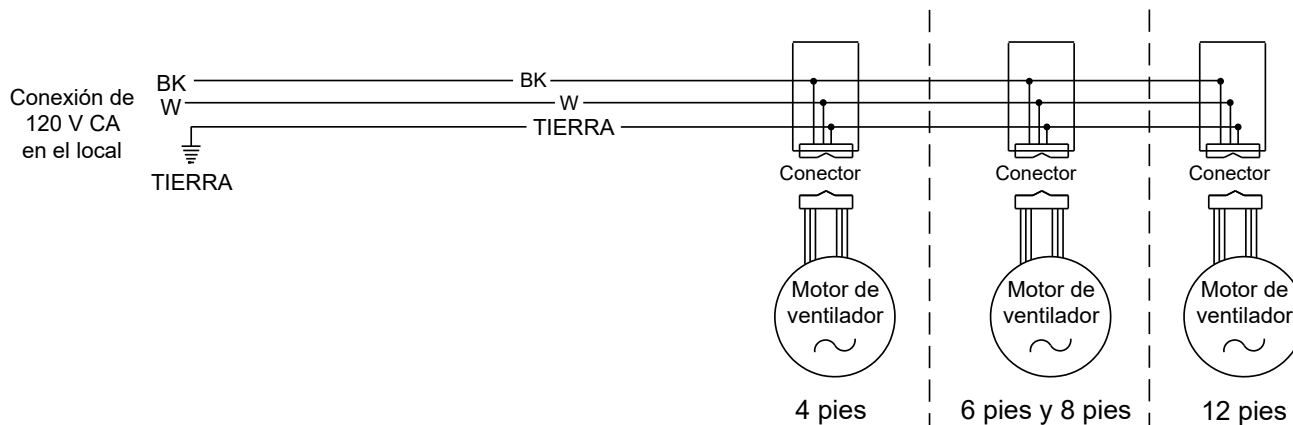 Conexión de
120 V CA
en el local
BK
W
TIERRA
BK
W
TIERRA
Conector
Conector
Conector
Motor de
ventilador
Motor de
ventilador
Motor de
ventilador
4 pies
6 pies y 8 pies
12 pies